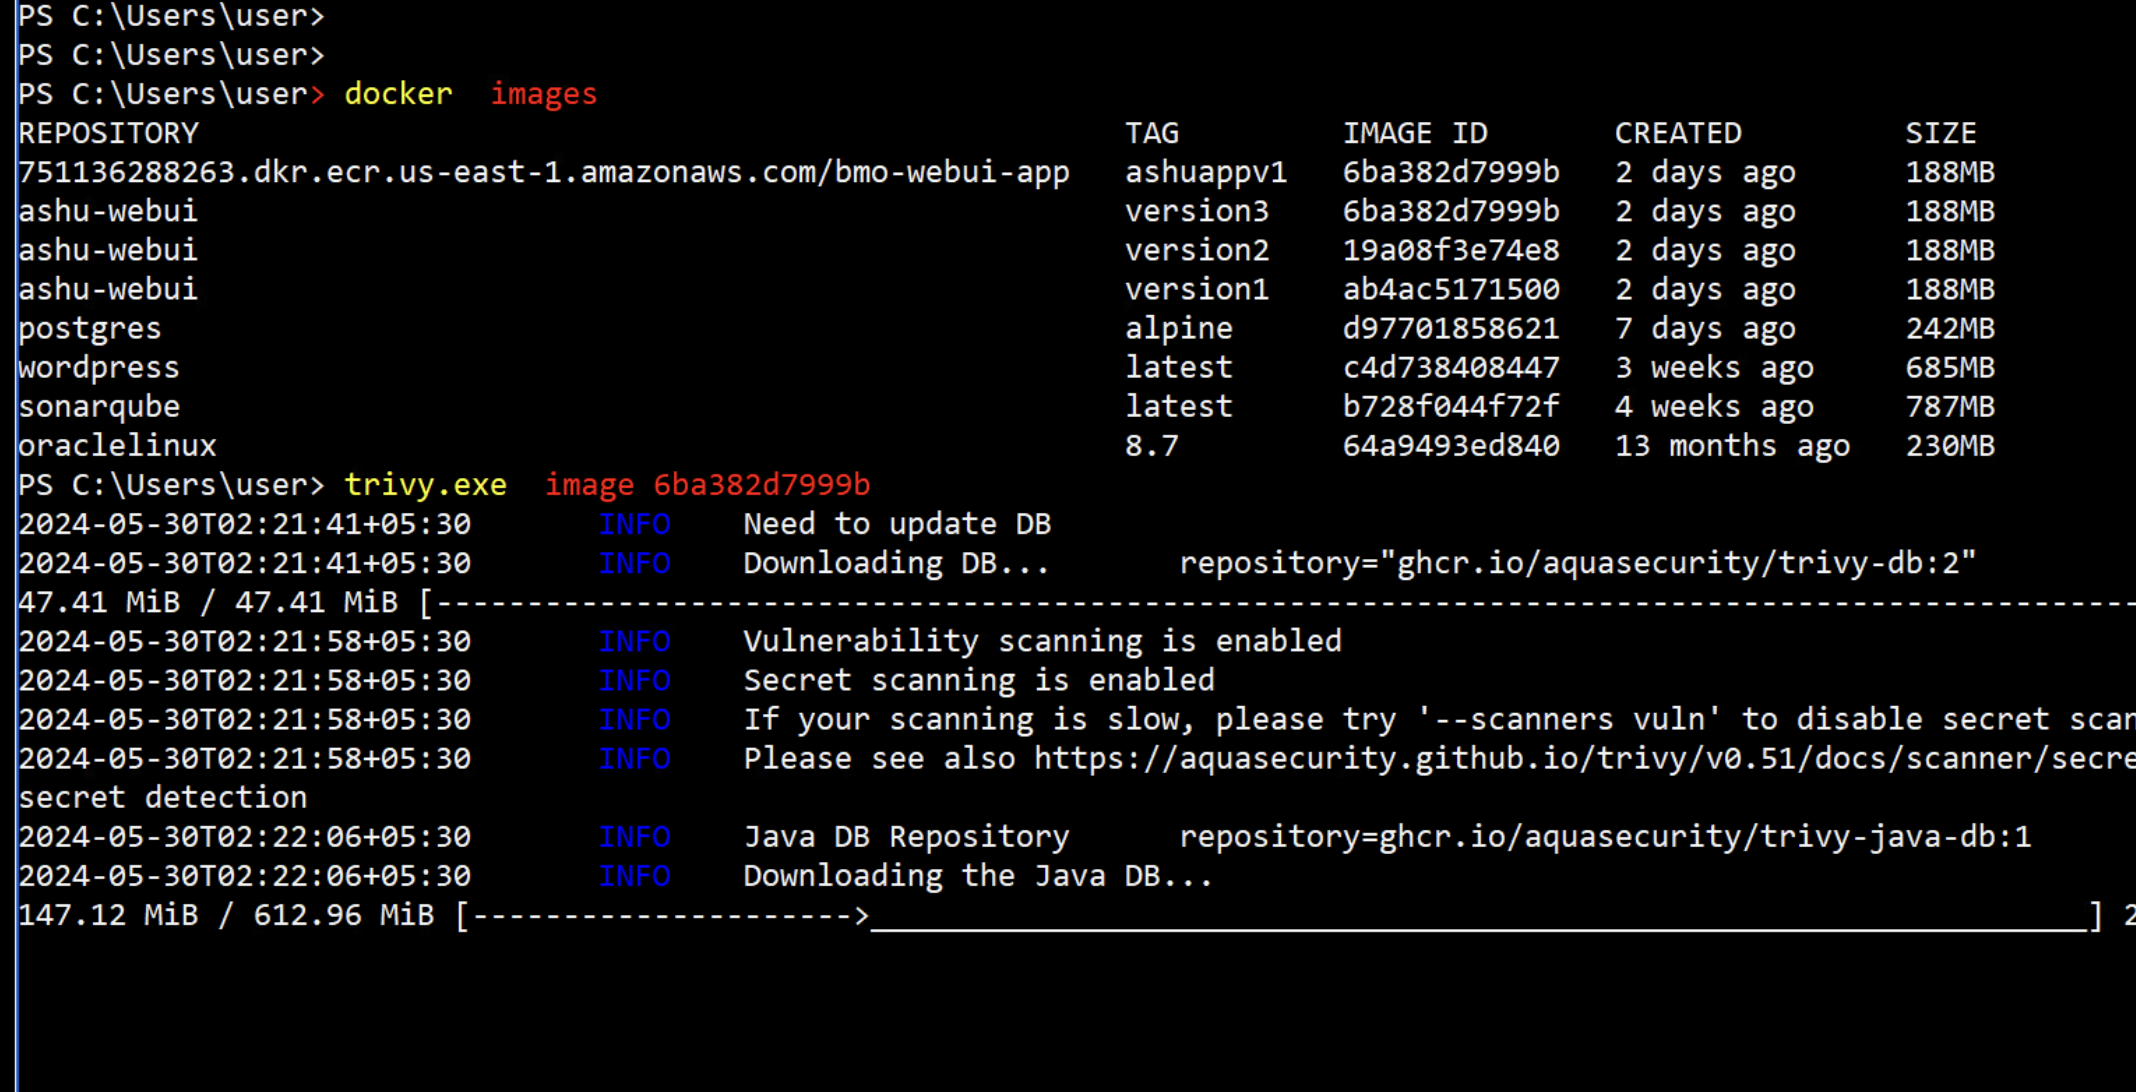 PS C:\Users\user>
PS C:\Users\user>
PS C:\Users\user> docker  images
REPOSITORY                                                   TAG         IMAGE ID       CREATED         SIZE
751136288263.dkr.ecr.us-east-1.amazonaws.com/bmo-webui-app   ashuappv1   6ba382d7999b   2 days ago      188MB
ashu-webui                                                   version3    6ba382d7999b   2 days ago      188MB
ashu-webui                                                   version2    19a08f3e74e8   2 days ago      188MB
ashu-webui                                                   version1    ab4ac5171500   2 days ago      188MB
postgres                                                     alpine      d97701858621   7 days ago      242MB
wordpress                                                    latest      c4d738408447   3 weeks ago     685MB
sonarqube                                                    latest      b728f044f72f   4 weeks ago     787MB
oraclelinux                                                  8.7         64a9493ed840   13 months ago   230MB
PS C:\Users\user> trivy.exe  image 6ba382d7999b
2024-05-30T02:21:41+05:30       INFO    Need to update DB
2024-05-30T02:21:41+05:30       INFO    Downloading DB...       repository="ghcr.io/aquasecurity/trivy-db:2"
47.41 MiB / 47.41 MiB [----------------------------------------------------------------------------------------------
2024-05-30T02:21:58+05:30       INFO    Vulnerability scanning is enabled
2024-05-30T02:21:58+05:30       INFO    Secret scanning is enabled
2024-05-30T02:21:58+05:30       INFO    If your scanning is slow, please try '--scanners vuln' to disable secret scan
2024-05-30T02:21:58+05:30       INFO    Please see also https://aquasecurity.github.io/trivy/v0.51/docs/scanner/secre
secret detection
2024-05-30T02:22:06+05:30       INFO    Java DB Repository      repository=ghcr.io/aquasecurity/trivy-java-db:1
2024-05-30T02:22:06+05:30       INFO    Downloading the Java DB...
147.12 MiB / 612.96 MiB [--------------------->___________________________________________________________________] 2